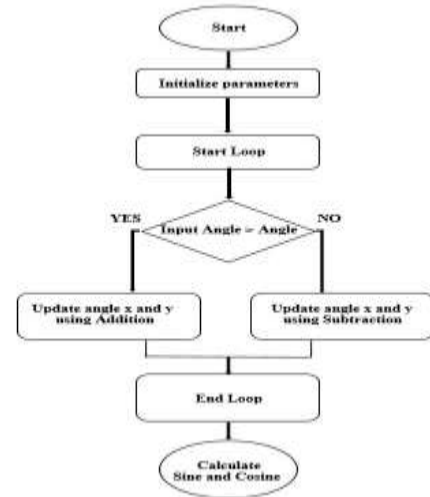 Start
Initialize parameters
Start Loop
YES
NO
Input Angle = Angle
Update angle x and y
using Addition
Update angle x and y
using Subtraction
End Loop
Calculate
Sine and Cosine